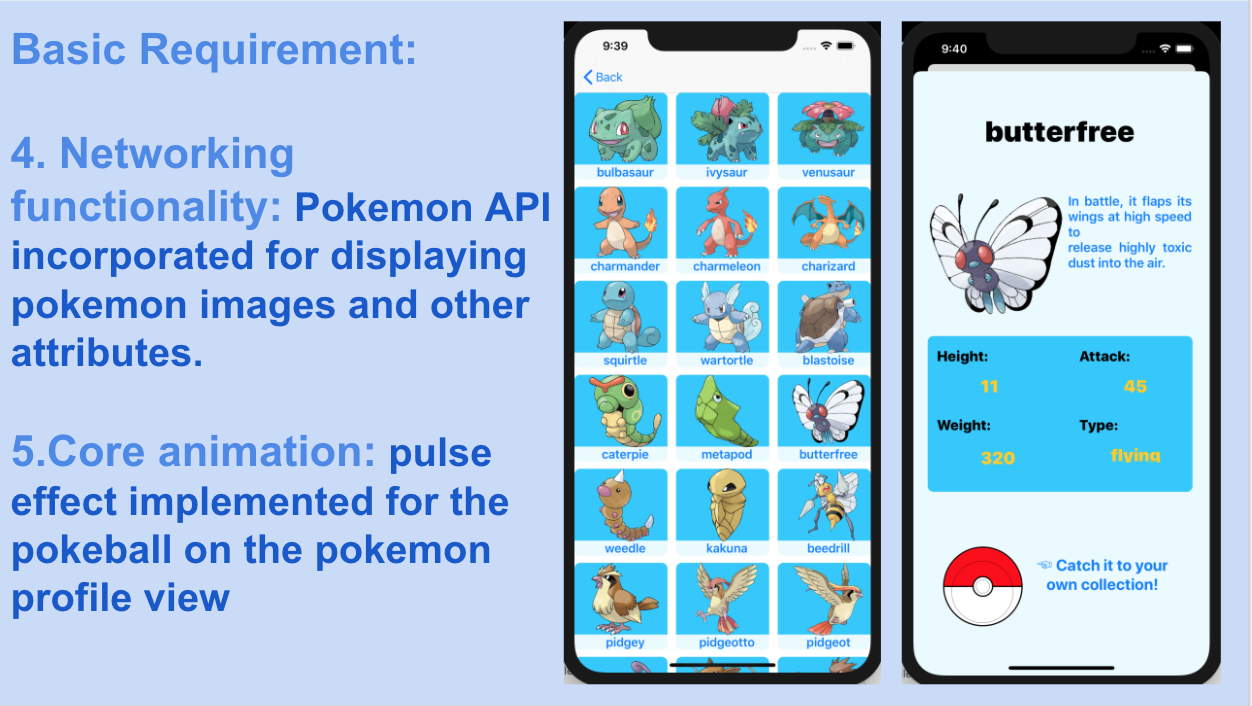 Basic Requirement:
4. Networking
functionality: Pokemon API
incorporated for displaying
pokemon images and other
attributes.
5.Core animation: pulse
effect implemented for the
pokeball on the pokemon
profile view
9:39
Back
bulbasaur ivysaur venusaur
charmander charmeleon charizard
squirtle wartortle blastoise
caterpie metapod butterfree
weedle kakuna beedrill
pidgey pidgeotto pidgeot
9:40
butterfree
In battle, it flaps its
wings at high speed
to
release highly toxic
dust into the air.
Height: Attack:
11 45
Weight: Type:
320 flying
☜ Catch it to your
own collection!